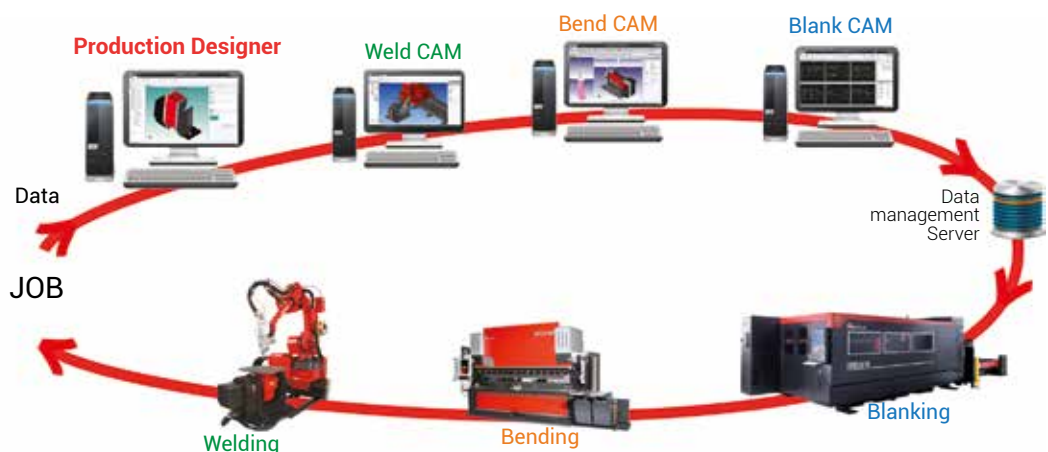 Production Designer
Weld CAM
Bend CAM
Blank CAM
Data
Data
management
Server
JOB
Welding
Bending
Blanking